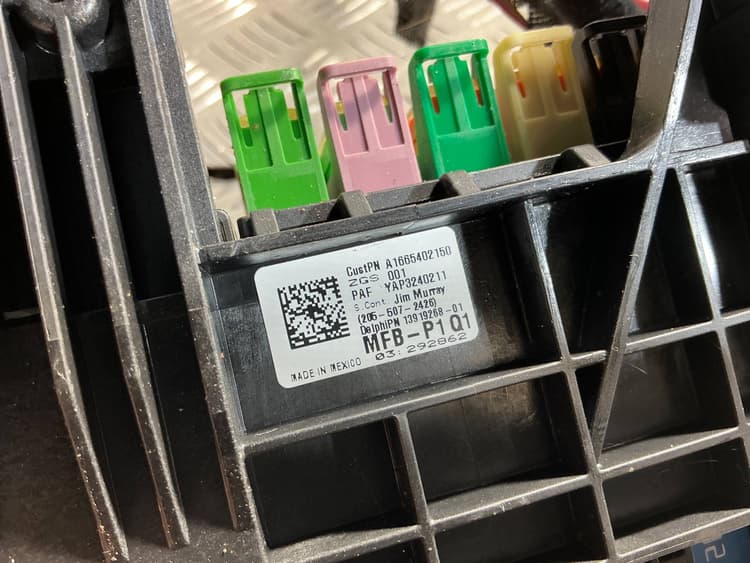 CustPN A1665402150
ZGS 001
PAF YAP3240211
S.Cont. Jim Murray
(205-507-2426)
DelphiPN 13919268-01
MFB-P1Q1
03:292862
MADE IN MEXICO
2